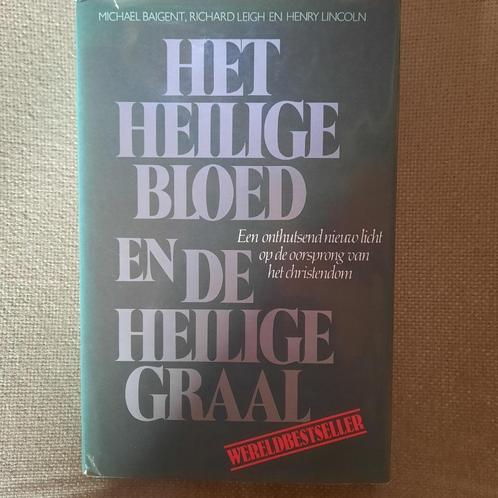 MICHAEL BAIGENT, RICHARD LEIGH EN HENRY LINCOLN
HET
HEILIGE
BLOED
EN DE
HEILIGE
GRAAL
Een onthutsend nieuw licht
op de oorsprong van
het christendom
WERELDBESTSELLER